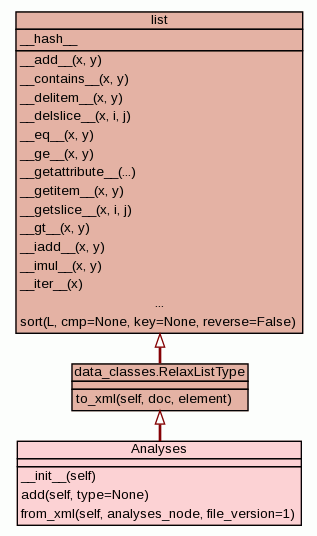 list
__hash__
__add__(x, y)
__contains__(x, y)
__delitem__(x, y)
__delslice__(x, i, j)
__eq__(x, y)
__ge__(x, y)
__getattribute__(...)
__getitem__(x, y)
__getslice__(x, i, j)
__gt__(x, y)
__iadd__(x, y)
__imul__(x, y)
__iter__(x)
...
sort(L, cmp=None, key=None, reverse=False)
data_classes.RelaxListType
to_xml(self, doc, element)
Analyses
__init__(self)
add(self, type=None)
from_xml(self, analyses_node, file_version=1)